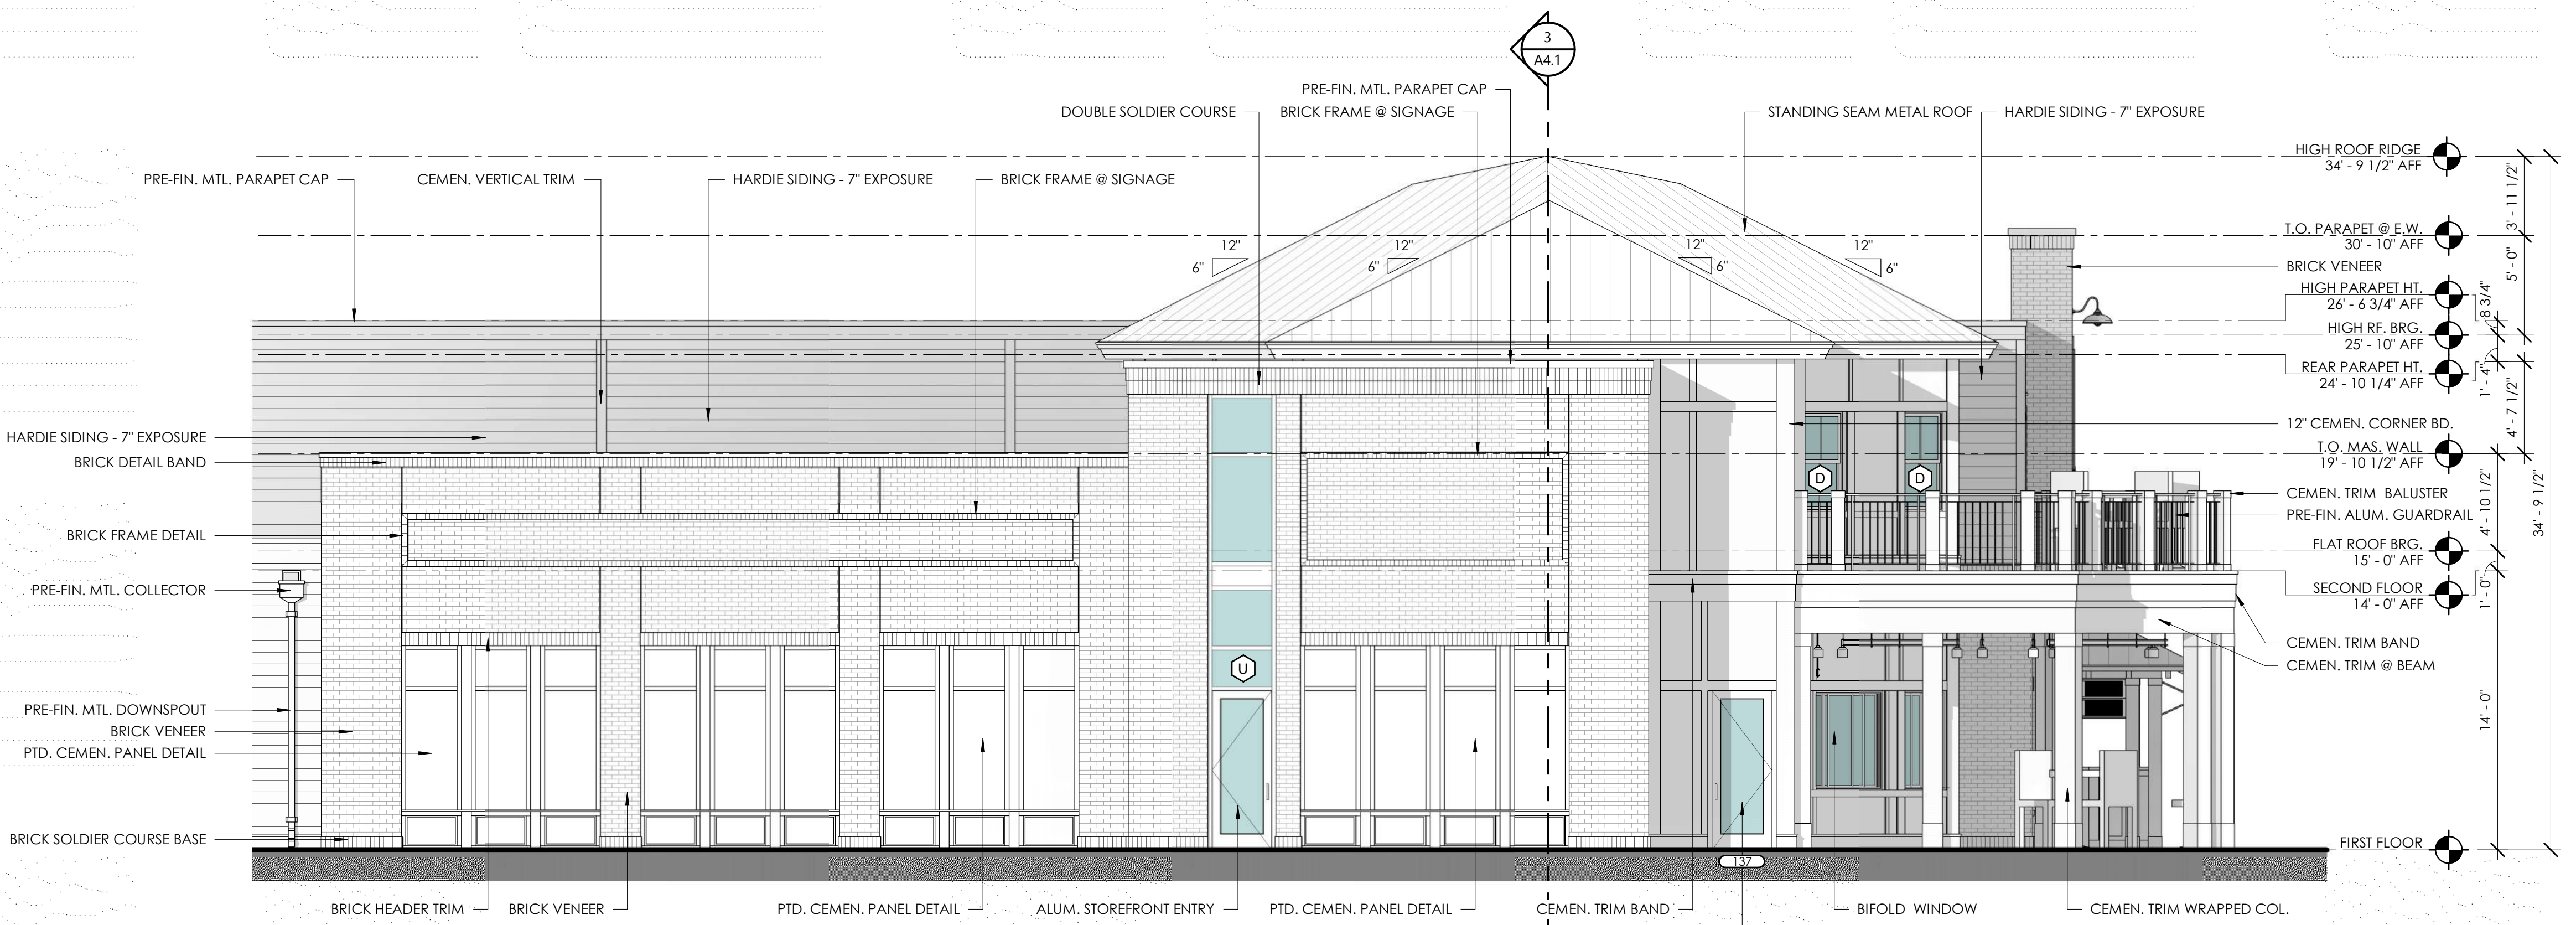 3
A4.1
PRE-FIN. MTL. PARAPET CAP
DOUBLE SOLDIER COURSE
BRICK FRAME @ SIGNAGE
STANDING SEAM METAL ROOF
HARDIE SIDING - 7" EXPOSURE
PRE-FIN. MTL. PARAPET CAP
CEMEN. VERTICAL TRIM
HARDIE SIDING - 7" EXPOSURE
BRICK FRAME @ SIGNAGE
12"
6"
12"
6"
12"
6"
12"
6"
HARDIE SIDING - 7" EXPOSURE
BRICK DETAIL BAND
BRICK FRAME DETAIL
PRE-FIN. MTL. COLLECTOR
PRE-FIN. MTL. DOWNSPOUT
BRICK VENEER
PTD. CEMEN. PANEL DETAIL
BRICK SOLDIER COURSE BASE
U
D
D
137
HIGH ROOF RIDGE
34' - 9 1/2" AFF
T.O. PARAPET @ E.W.
30' - 10" AFF
BRICK VENEER
HIGH PARAPET HT.
26' - 6 3/4" AFF
HIGH RF. BRG.
25' - 10" AFF
REAR PARAPET HT.
24' - 10 1/4" AFF
12" CEMEN. CORNER BD.
T.O. MAS. WALL
19' - 10 1/2" AFF
CEMEN. TRIM BALUSTER
PRE-FIN. ALUM. GUARDRAIL
FLAT ROOF BRG.
15' - 0" AFF
SECOND FLOOR
14' - 0" AFF
CEMEN. TRIM BAND
CEMEN. TRIM @ BEAM
FIRST FLOOR
3' - 11 1/2"
5' - 0"
8 3/4"
1' - 4"
4' - 7 1/2"
4' - 10 1/2"
1' - 0"
14' - 0"
34' - 9 1/2"
BRICK HEADER TRIM
BRICK VENEER
PTD. CEMEN. PANEL DETAIL
ALUM. STOREFRONT ENTRY
PTD. CEMEN. PANEL DETAIL
CEMEN. TRIM BAND
BIFOLD WINDOW
CEMEN. TRIM WRAPPED COL.